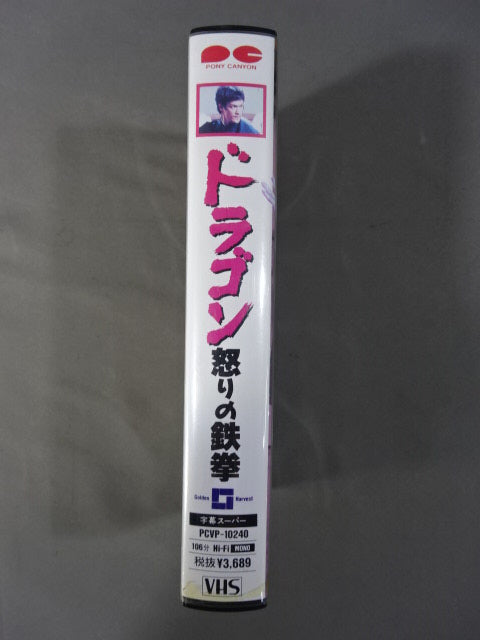 PC
PONY CANYON
ドラゴン
怒りの鉄拳
Golden Harvest
字幕スーパー
PCVP-10240
106分 Hi-Fi MONO
税抜¥3,689
VHS